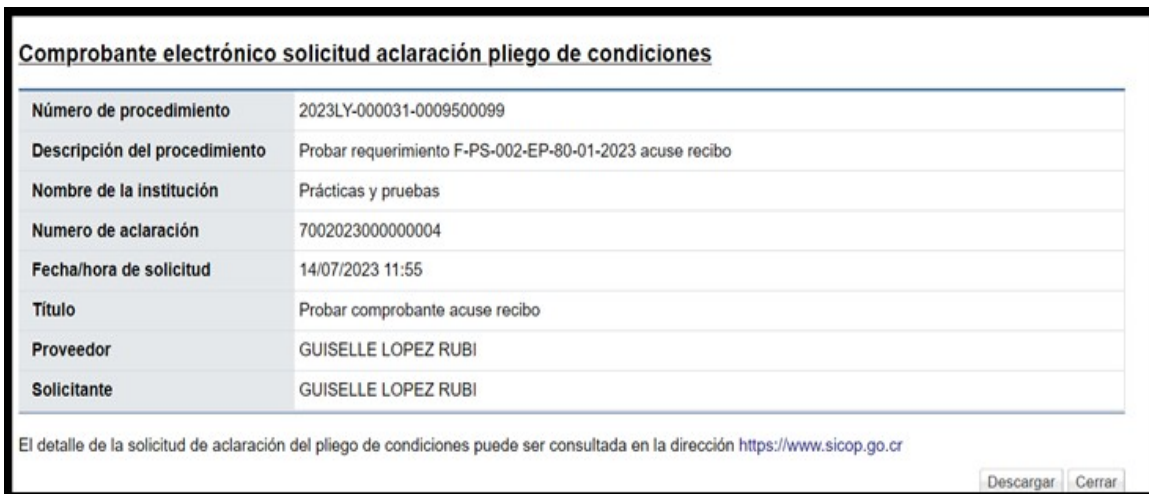 Comprobante electrónico solicitud aclaración pliego de condiciones
Número de procedimiento 2023LY-000031-0009500099
Descripción del procedimiento Probar requerimiento F-PS-002-EP-80-01-2023 acuse recibo
Nombre de la institución Prácticas y pruebas
Numero de aclaración 7002023000000004
Fecha/hora de solicitud 14/07/2023 11:55
Título Probar comprobante acuse recibo
Proveedor GUISELLE LOPEZ RUBI
Solicitante GUISELLE LOPEZ RUBI
El detalle de la solicitud de aclaración del pliego de condiciones puede ser consultada en la dirección https://www.sicop.go.cr
Descargar Cerrar